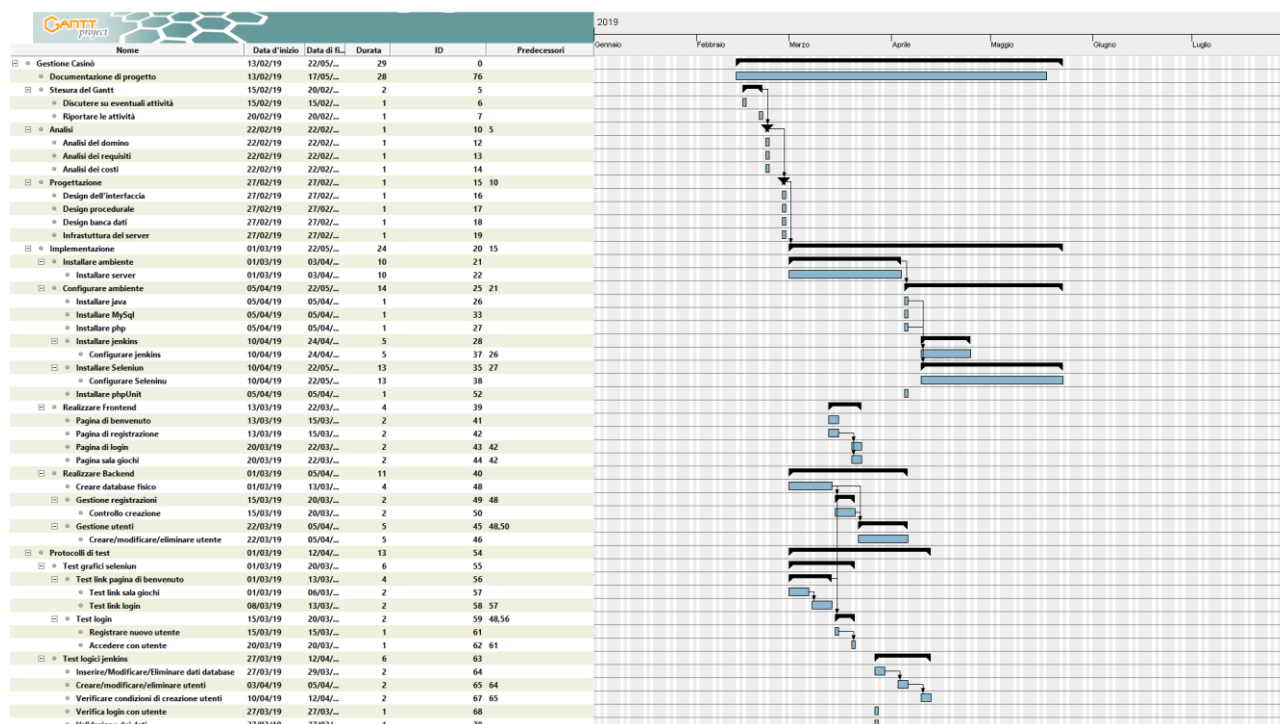 GANTT project
2019
Gennaio Febbraio Marzo Aprile Maggio Giugno Luglio
Nome Data d'inizio Data di fi... Durata ID Predecessori
Gestione Casinò 13/02/19 22/05/... 29 0
Documentazione di progetto 13/02/19 17/05/... 28 76
Stesura del Gantt 15/02/19 20/02/... 2 5
Discutere su eventuali attività 15/02/19 15/02/... 1 6
Riportare le attività 20/02/19 20/02/... 1 7
Analisi 22/02/19 22/02/... 1 10 5
Analisi del domino 22/02/19 22/02/... 1 12
Analisi dei requisiti 22/02/19 22/02/... 1 13
Analisi dei costi 22/02/19 22/02/... 1 14
Progettazione 27/02/19 27/02/... 1 15 10
Design dell'interfaccia 27/02/19 27/02/... 1 16
Design procedurale 27/02/19 27/02/... 1 17
Design banca dati 27/02/19 27/02/... 1 18
Infrastuttura del server 27/02/19 27/02/... 1 19
Implementazione 01/03/19 22/05/... 24 20 15
Installare ambiente 01/03/19 03/04/... 10 21
Installare server 01/03/19 03/04/... 10 22
Configurare ambiente 05/04/19 22/05/... 14 25 21
Installare java 05/04/19 05/04/... 1 26
Installare MySql 05/04/19 05/04/... 1 33
Installare php 05/04/19 05/04/... 1 27
Installare jenkins 10/04/19 24/04/... 5 28
Configurare jenkins 10/04/19 24/04/... 5 37 26
Installare Seleniun 10/04/19 22/05/... 13 35 27
Configurare Seleninu 10/04/19 22/05/... 13 38
Installare phpUnit 05/04/19 05/04/... 1 52
Realizzare Frontend 13/03/19 22/03/... 4 39
Pagina di benvenuto 13/03/19 15/03/... 2 41
Pagina di registrazione 13/03/19 15/03/... 2 42
Pagina di login 20/03/19 22/03/... 2 43 42
Pagina sala giochi 20/03/19 22/03/... 2 44 42
Realizzare Backend 01/03/19 05/04/... 11 40
Creare database fisico 01/03/19 13/03/... 4 48
Gestione registrazioni 15/03/19 20/03/... 2 49 48
Controllo creazione 15/03/19 20/03/... 2 50
Gestione utenti 22/03/19 05/04/... 5 45 48,50
Creare/modificare/eliminare utente 22/03/19 05/04/... 5 46
Protocolli di test 01/03/19 12/04/... 13 54
Test grafici seleniun 01/03/19 20/03/... 6 55
Test link pagina di benvenuto 01/03/19 13/03/... 4 56
Test link sala giochi 01/03/19 06/03/... 2 57
Test link login 08/03/19 13/03/... 2 58 57
Test login 15/03/19 20/03/... 2 59 48,56
Registrare nuovo utente 15/03/19 15/03/... 1 61
Accedere con utente 20/03/19 20/03/... 1 62 61
Test logici jenkins 27/03/19 12/04/... 6 63
Inserire/Modificare/Eliminare dati database 27/03/19 29/03/... 2 64
Creare/modificare/eliminare utenti 03/04/19 05/04/... 2 65 64
Verificare condizioni di creazione utenti 10/04/19 12/04/... 2 67 65
Verifica login con utente 27/03/19 27/03/... 1 68